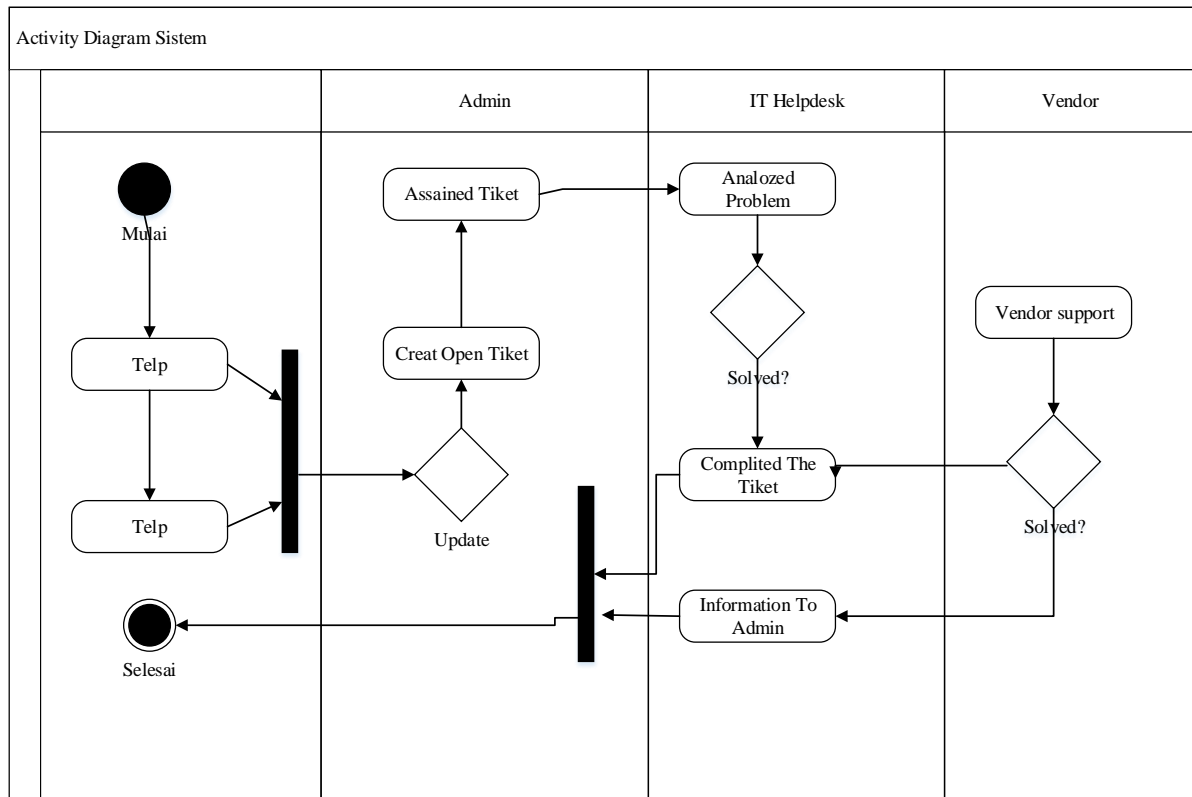 Activity Diagram Sistem
Admin
IT Helpdesk
Vendor
Mulai
Telp
Telp
Selesai
Assained Tiket
Creat Open Tiket
Update
Analozed
Problem
Solved?
Complited The
Tiket
Information To
Admin
Vendor support
Solved?